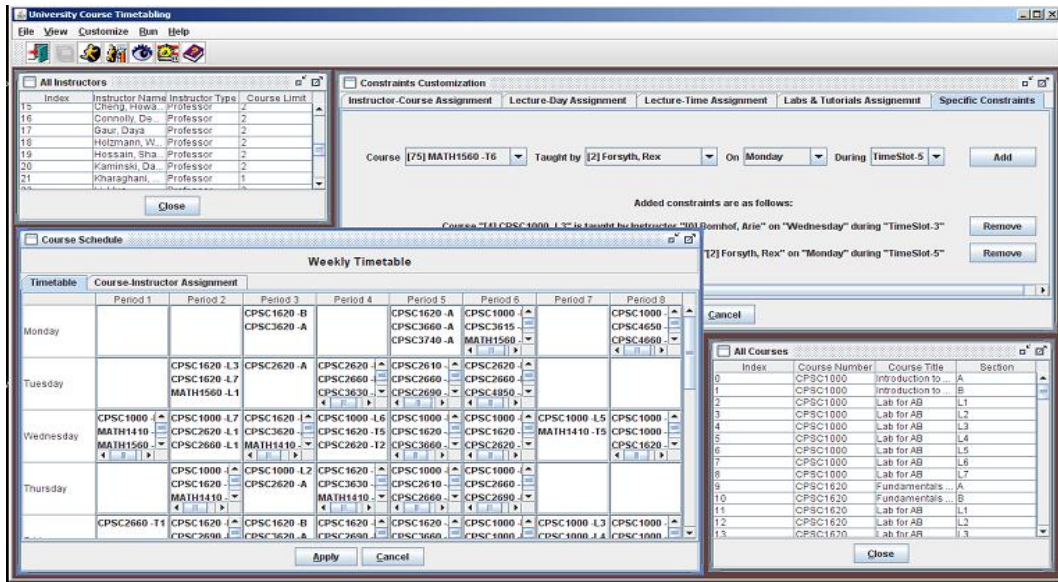 University Course Timetabling
File View Customize Run Help
All Instructors
Index Instructor Name Instructor Type Course Limit
15 Cheng, Howa... Professor 2
16 Connolly, De... Professor 2
17 Gaur, Daya Professor 2
18 Holzmann, W... Professor 2
19 Hossain, Sha... Professor 2
20 Kaminski, Da... Professor 2
21 Kharaghani, ... Professor 1
Close
Constraints Customization
Instructor-Course Assignment Lecture-Day Assignment Lecture-Time Assignment Labs & Tutorials Assignemnt Specific Constraints
Course [75] MATH1560 -T6 Taught by [2] Forsyth, Rex On Monday During TimeSlot-5 Add
Added constraints are as follows:
Course "[4] CPSC1000 -L3" is taught by Instructor "[0] Bomhof, Arie" on "Wednesday" during "TimeSlot-3" Remove
"[2] Forsyth, Rex" on "Monday" during "TimeSlot-5" Remove
Cancel
Course Schedule
Weekly Timetable
Timetable Course-Instructor Assignment
Period 1 Period 2 Period 3 Period 4 Period 5 Period 6 Period 7 Period 8
CPSC1620 -B CPSC1620 -A CPSC1000 - CPSC1000 -
Monday CPSC3620 -A CPSC3660 -A CPSC3615 - CPSC4650 -
CPSC3740 -A MATH1560 - CPSC4660 -
CPSC1620 -L3 CPSC2620 -A CPSC2620 - CPSC2610 - CPSC2620 -
Tuesday CPSC1620 -L7 CPSC2660 - CPSC2660 - CPSC2660 -
MATH1560 -L1 CPSC3630 - CPSC2690 - CPSC4850 -
CPSC1000 - CPSC1000 -L7 CPSC1620 - CPSC1000 -L6 CPSC1000 - CPSC1000 - CPSC1000 -L5 CPSC1000 -
Wednesday MATH1410 - CPSC2620 -L1 CPSC3620 - CPSC1620 -T5 CPSC1620 - CPSC1620 - MATH1410 -T5 CPSC1000 -
MATH1560 - CPSC2660 -L1 MATH1410 - CPSC2620 -T2 CPSC3660 - CPSC2620 - CPSC1620 -
CPSC1000 - CPSC1000 -L2 CPSC1620 - CPSC1000 - CPSC1000 -
Thursday CPSC1620 - CPSC2620 -A CPSC3630 - CPSC2610 - CPSC2660 -
MATH1410 - MATH1410 - CPSC2660 - CPSC2690 -
CPSC2660 -T1 CPSC1620 - CPSC1620 -B CPSC1620 - CPSC1620 - CPSC1000 - CPSC1000 -L3 CPSC1000 -
CPSC2690 - CPSC3620 -A CPSC2690 - CPSC3660 - CPSC1000 - CPSC1000 -L4 CPSC1000 -
Apply Cancel
All Courses
Index Course Number Course Title Section
0 CPSC1000 Introduction to ... A
1 CPSC1000 Introduction to ... B
2 CPSC1000 Lab for AB L1
3 CPSC1000 Lab for AB L2
4 CPSC1000 Lab for AB L3
5 CPSC1000 Lab for AB L4
6 CPSC1000 Lab for AB L5
7 CPSC1000 Lab for AB L6
8 CPSC1000 Lab for AB L7
9 CPSC1620 Fundamentals ... A
10 CPSC1620 Fundamentals ... B
11 CPSC1620 Lab for AB L1
12 CPSC1620 Lab for AB L2
13 CPSC1620 Lab for AB L3
Close